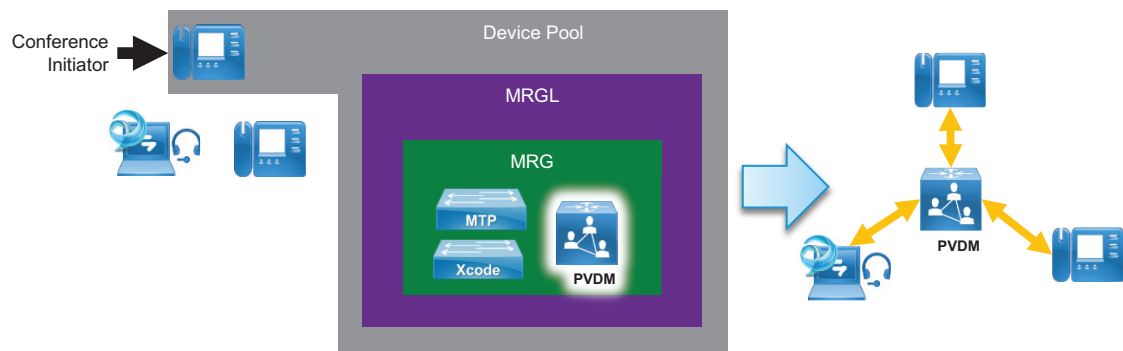 Device Pool
Conference
Initiator
MRGL
MRG
MTP
Xcode
PVDM
PVDM